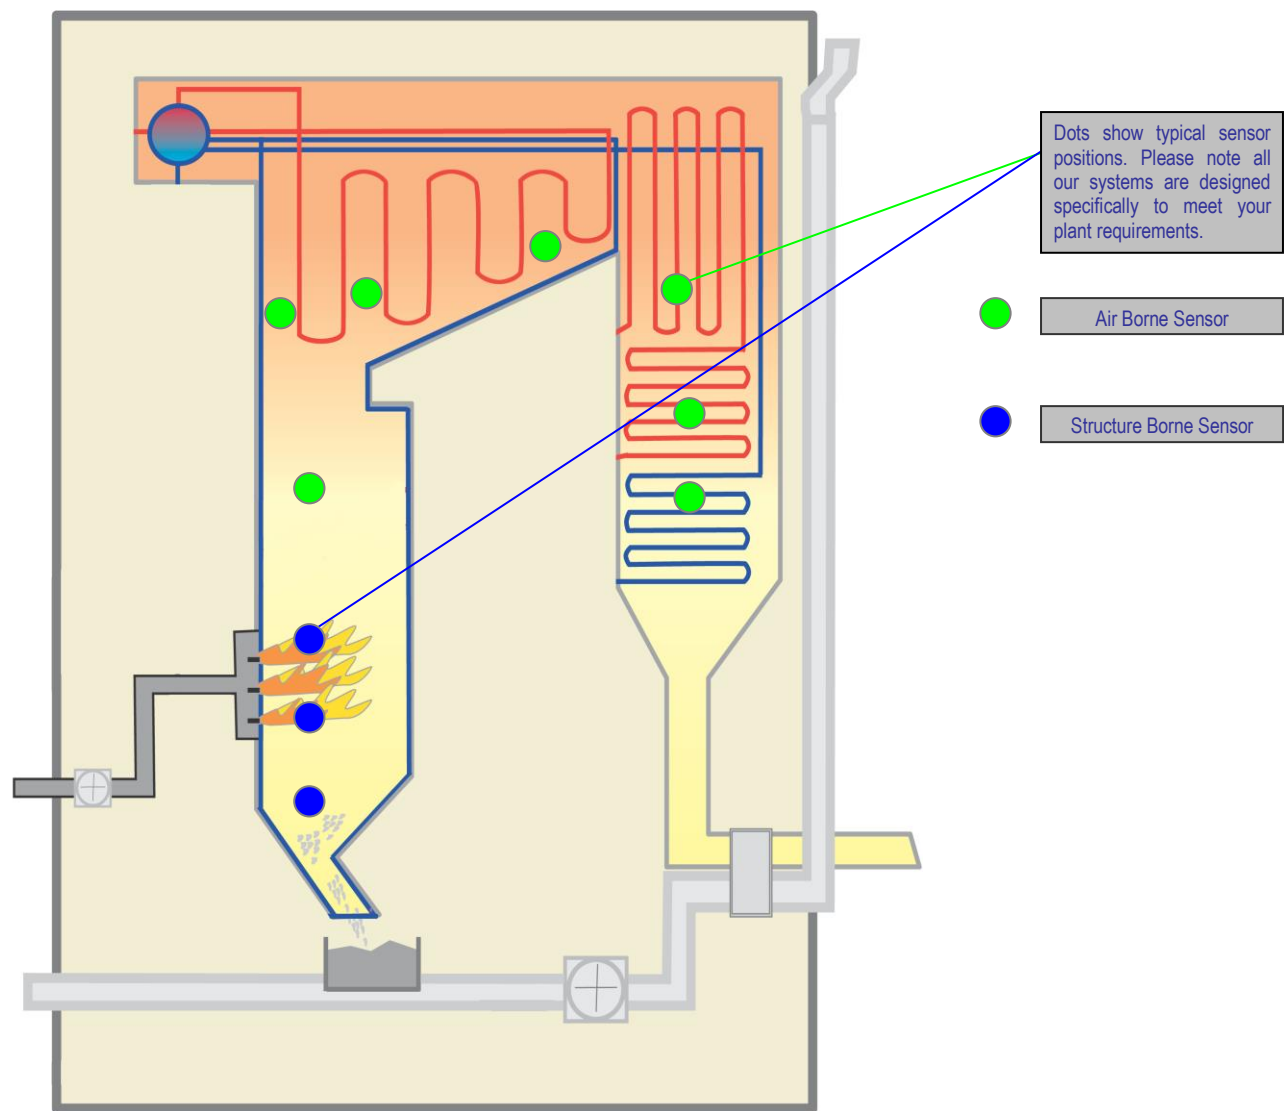 Dots show typical sensor
positions. Please note all
our systems are designed
specifically to meet your
plant requirements.
Air Borne Sensor
Structure Borne Sensor